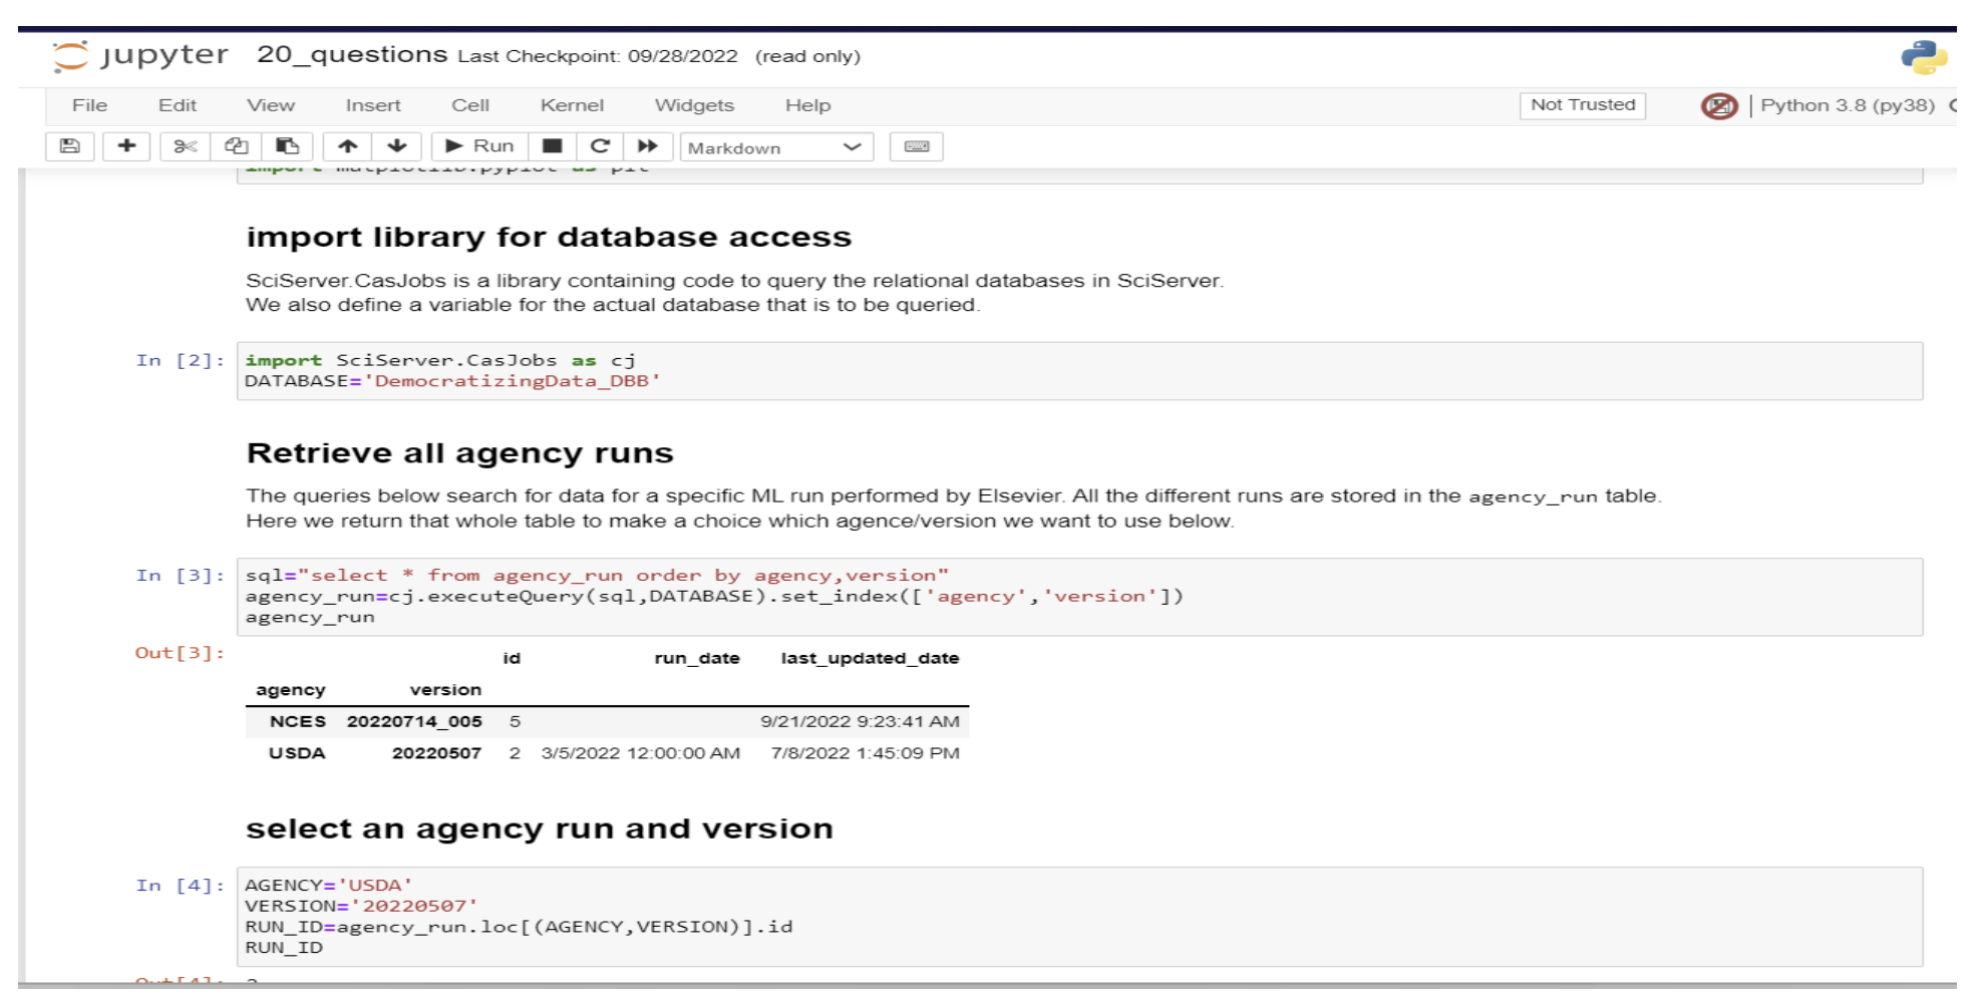 jupyter 20_questions Last Checkpoint: 09/28/2022 (read only)
File Edit View Insert Cell Kernel Widgets Help Not Trusted Python 3.8 (py38)
Run Markdown
import matplotlib.pyplot as plt
import library for database access
SciServer.CasJobs is a library containing code to query the relational databases in SciServer.
We also define a variable for the actual database that is to be queried.
In [2]: import SciServer.CasJobs as cj
DATABASE='DemocratizingData_DBB'
Retrieve all agency runs
The queries below search for data for a specific ML run performed by Elsevier. All the different runs are stored in the agency_run table.
Here we return that whole table to make a choice which agence/version we want to use below.
In [3]: sql="select * from agency_run order by agency,version"
agency_run=cj.executeQuery(sql,DATABASE).set_index(['agency','version'])
agency_run
Out[3]: id run_date last_updated_date
agency version
NCES 20220714_005 5 9/21/2022 9:23:41 AM
USDA 20220507 2 3/5/2022 12:00:00 AM 7/8/2022 1:45:09 PM
select an agency run and version
In [4]: AGENCY='USDA'
VERSION='20220507'
RUN_ID=agency_run.loc[(AGENCY,VERSION)].id
RUN_ID
Out[4]: 2